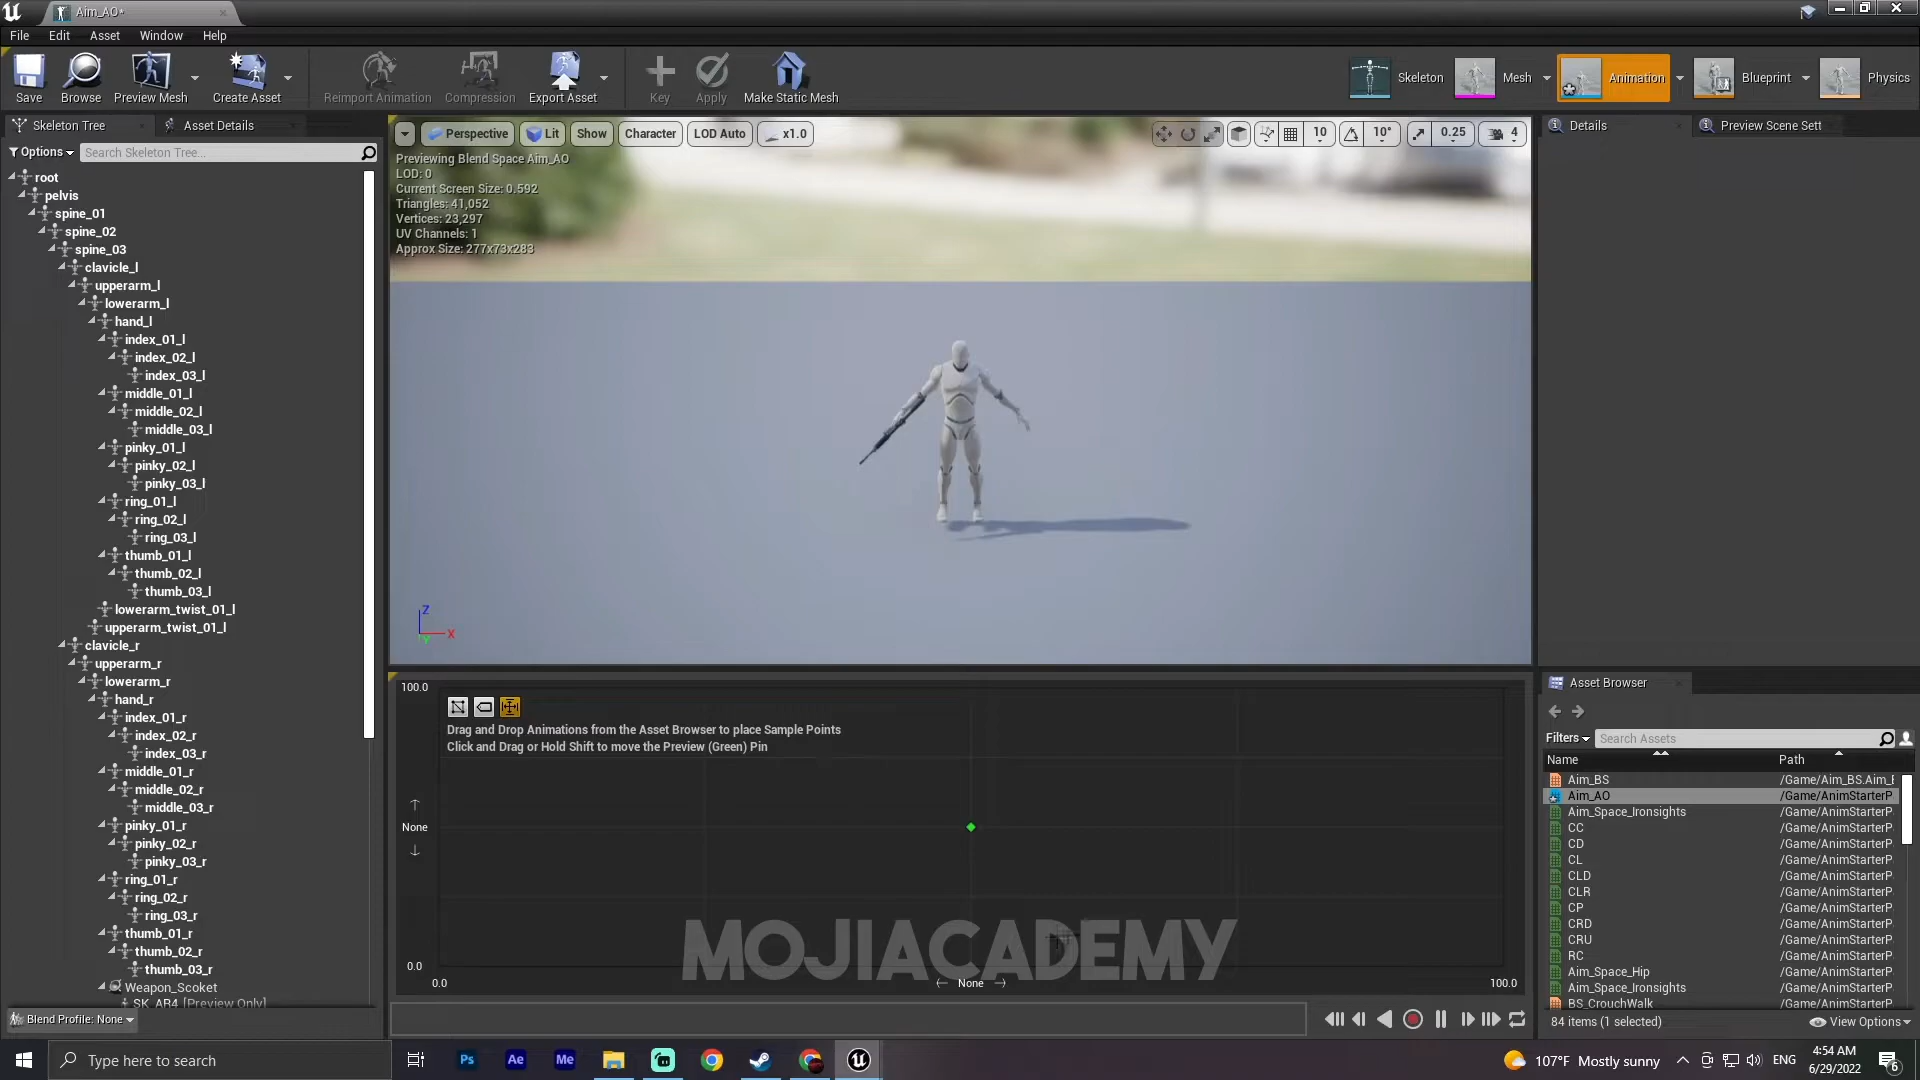 Aim_AO*
File Edit Asset Window Help
Save Browse Preview Mesh Create Asset Reimport Animation Compression Export Asset Key Apply Make Static Mesh Skeleton Mesh Animation Blueprint Physics
Skeleton Tree Asset Details
Options Search Skeleton Tree...
root
pelvis
spine_01
spine_02
spine_03
clavicle_l
upperarm_l
lowerarm_l
hand_l
index_01_l
index_02_l
index_03_l
middle_01_l
middle_02_l
middle_03_l
pinky_01_l
pinky_02_l
pinky_03_l
ring_01_l
ring_02_l
ring_03_l
thumb_01_l
thumb_02_l
thumb_03_l
lowerarm_twist_01_l
upperarm_twist_01_l
clavicle_r
upperarm_r
lowerarm_r
hand_r
index_01_r
index_02_r
index_03_r
middle_01_r
middle_02_r
middle_03_r
pinky_01_r
pinky_02_r
pinky_03_r
ring_01_r
ring_02_r
ring_03_r
thumb_01_r
thumb_02_r
thumb_03_r
Weapon_Scoket
SK_AR4 [Preview Only]
Blend Profile: None
Perspective Lit Show Character LOD Auto x1.0 10 10° 0.25 4
Previewing Blend Space Aim_AO
LOD: 0
Current Screen Size: 0.592
Triangles: 41,052
Vertices: 23,297
UV Channels: 1
Approx Size: 277x73x283
Z
X
Y
100.0
Drag and Drop Animations from the Asset Browser to place Sample Points
Click and Drag or Hold Shift to move the Preview (Green) Pin
None
0.0
0.0 None 100.0
MOJIACADEMY
Details Preview Scene Sett
Asset Browser
Filters Search Assets
Name Path
Aim_BS /Game/Aim_BS.Aim_E
Aim_AO /Game/AnimStarterP
Aim_Space_Ironsights /Game/AnimStarterP
CC /Game/AnimStarterP
CD /Game/AnimStarterP
CL /Game/AnimStarterP
CLD /Game/AnimStarterP
CLR /Game/AnimStarterP
CP /Game/AnimStarterP
CRD /Game/AnimStarterP
CRU /Game/AnimStarterP
RC /Game/AnimStarterP
Aim_Space_Hip /Game/AnimStarterP
Aim_Space_Ironsights /Game/AnimStarterP
BS_CrouchWalk /Game/AnimStarterP
84 items (1 selected) View Options
Type here to search Ps Ae Me 107°F Mostly sunny ENG 4:54 AM
6/29/2022 6